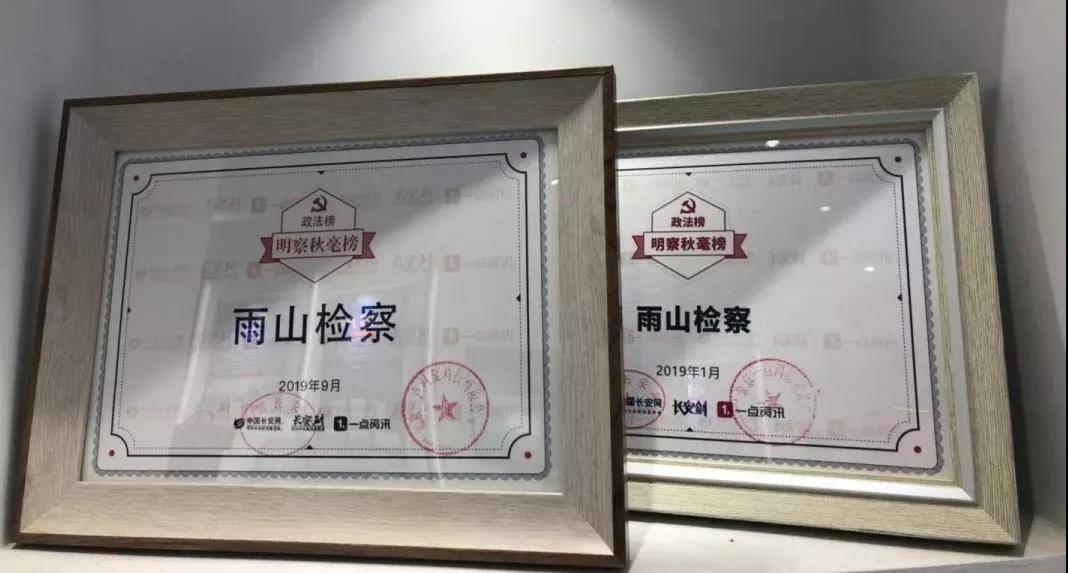 政法榜
明察秋毫榜
雨山检察
2019年9月
中国长安网
长安剑
1.
一点资讯
政法榜
明察秋毫榜
雨山检察
2019年1月
国长安网
长安剑
1.
一点资讯